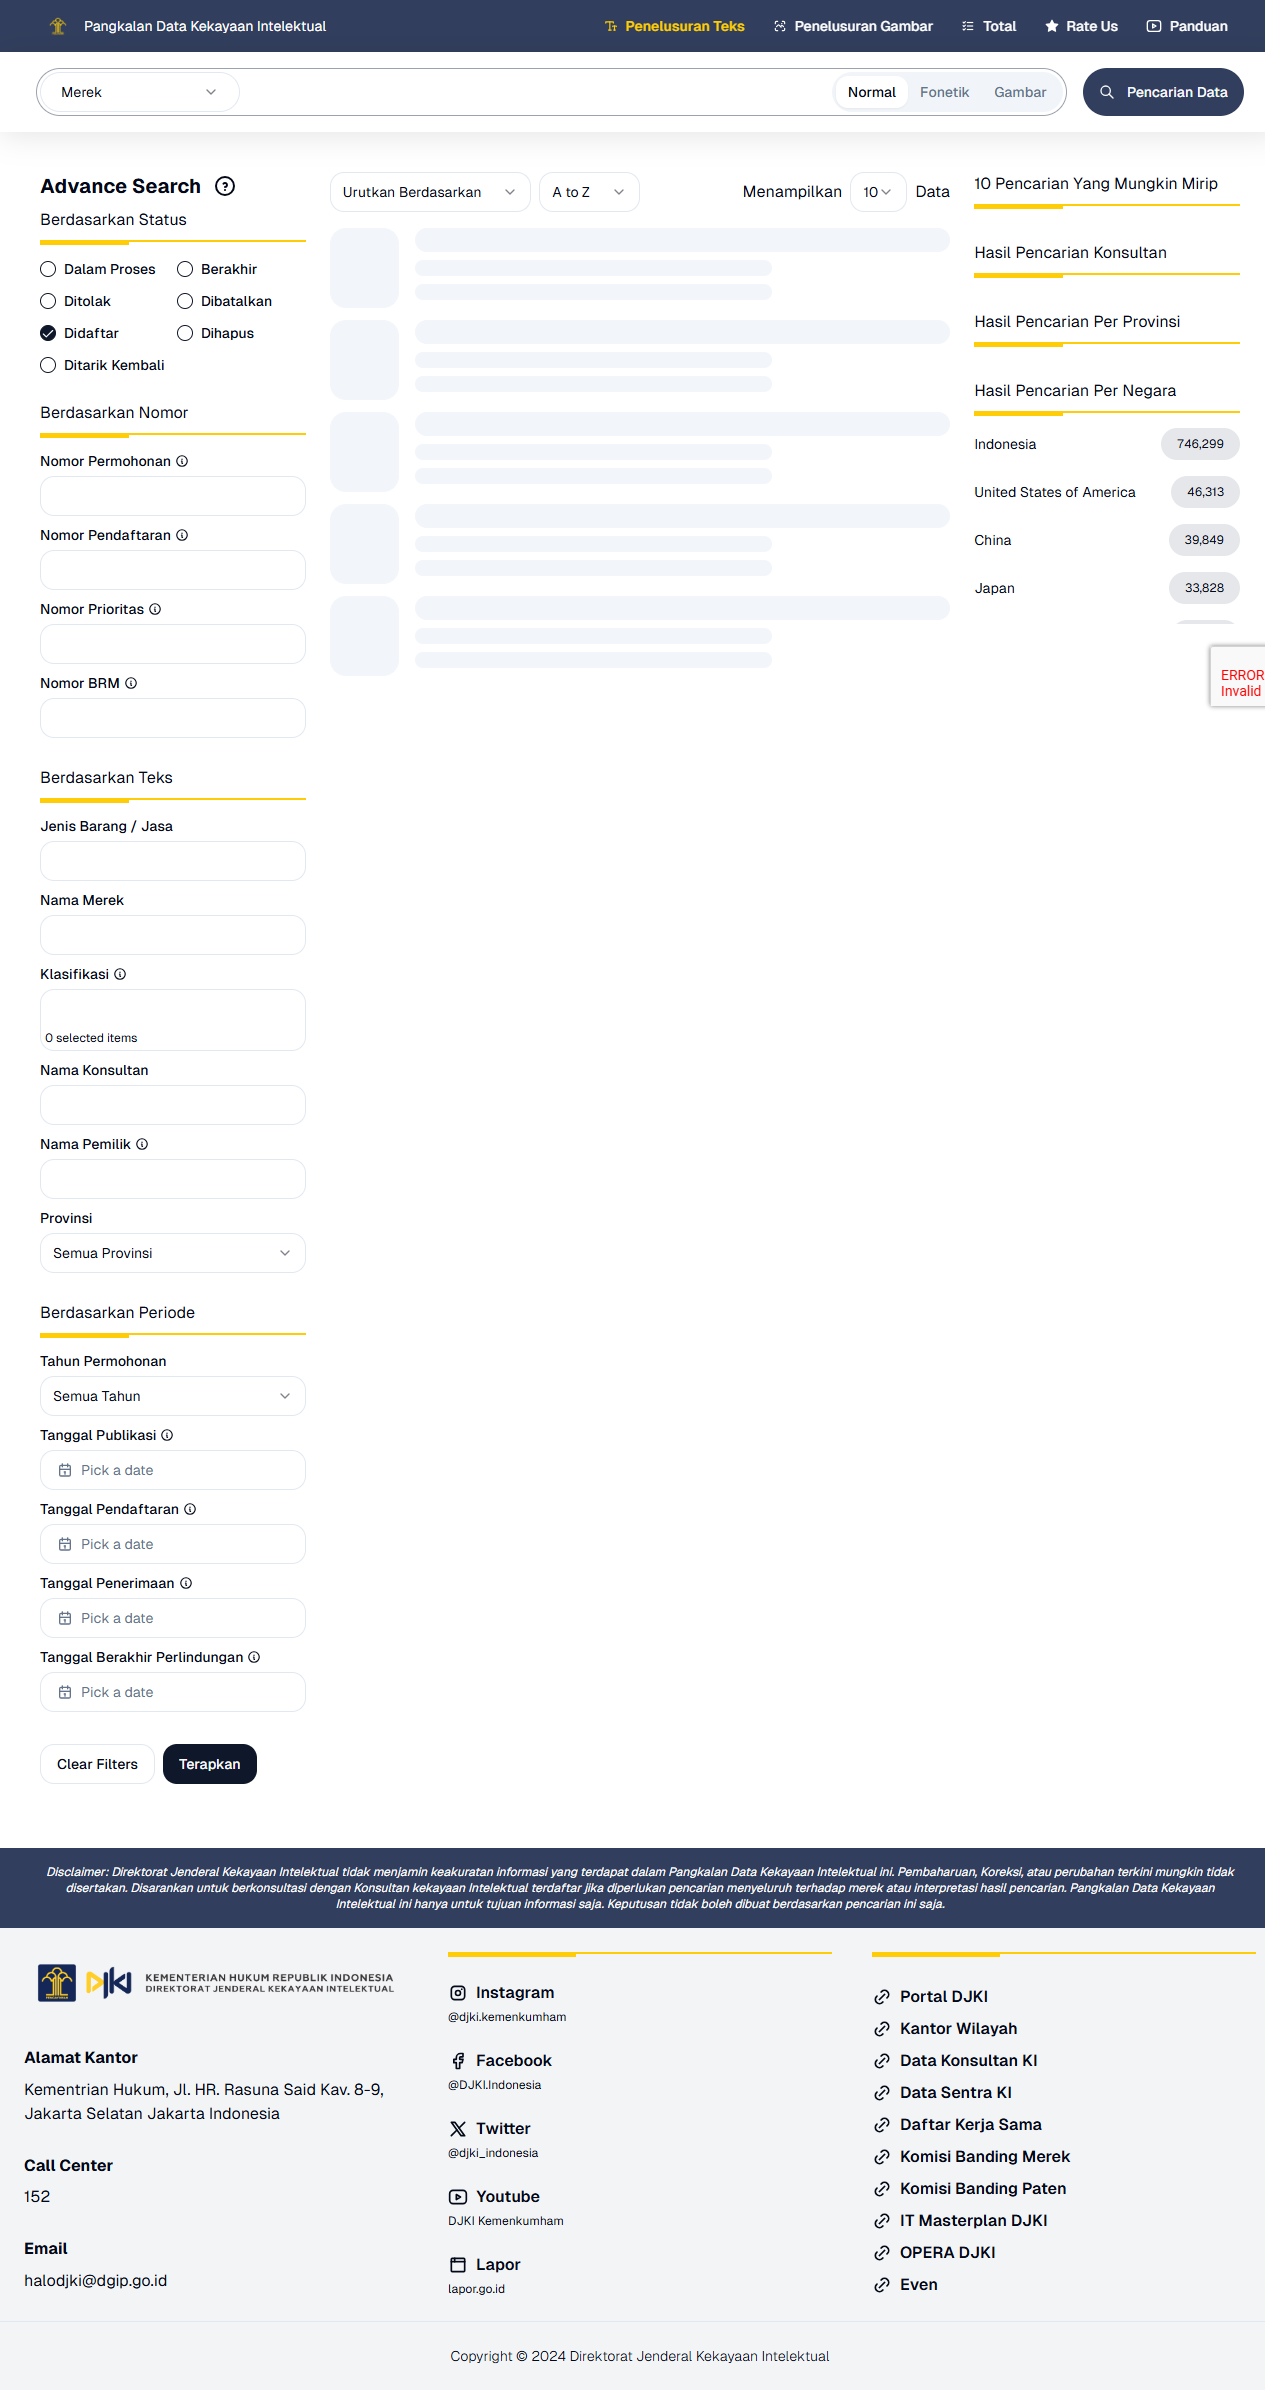 Pangkalan Data Kekayaan Intelektual
Penelusuran Teks
Penelusuran Gambar
Total
Rate Us
Panduan
Merek
Normal
Fonetik
Gambar
Pencarian Data
Advance Search
Berdasarkan Status
Dalam Proses
Berakhir
Ditolak
Dibatalkan
Didaftar
Dihapus
Ditarik Kembali
Berdasarkan Nomor
Nomor Permohonan
Nomor Pendaftaran
Nomor Prioritas
Nomor BRM
Berdasarkan Teks
Jenis Barang / Jasa
Nama Merek
Klasifikasi
0 selected items
Nama Konsultan
Nama Pemilik
Provinsi
Semua Provinsi
Berdasarkan Periode
Tahun Permohonan
Semua Tahun
Tanggal Publikasi
Pick a date
Tanggal Pendaftaran
Pick a date
Tanggal Penerimaan
Pick a date
Tanggal Berakhir Perlindungan
Pick a date
Clear Filters
Terapkan
Urutkan Berdasarkan
A to Z
Menampilkan
10
Data
10 Pencarian Yang Mungkin Mirip
Hasil Pencarian Konsultan
Hasil Pencarian Per Provinsi
Hasil Pencarian Per Negara
Indonesia
746,299
United States of America
46,313
China
39,849
Japan
33,828
ERROR
Invalid
Disclaimer: Direktorat Jenderal Kekayaan Intelektual tidak menjamin keakuratan informasi yang terdapat dalam Pangkalan Data Kekayaan Intelektual ini. Pembaharuan, Koreksi, atau perubahan terkini mungkin tidak
disertakan. Disarankan untuk berkonsultasi dengan Konsultan kekayaan Intelektual terdaftar jika diperlukan pencarian menyeluruh terhadap merek atau interpretasi hasil pencarian. Pangkalan Data Kekayaan
Intelektual ini hanya untuk tujuan informasi saja. Keputusan tidak boleh dibuat berdasarkan pencarian ini saja.
KEMENTERIAN HUKUM REPUBLIK INDONESIA
DIREKTORAT JENDERAL KEKAYAAN INTELEKTUAL
Alamat Kantor
Kementrian Hukum, Jl. HR. Rasuna Said Kav. 8-9,
Jakarta Selatan Jakarta Indonesia
Call Center
152
Email
halodjki@dgip.go.id
Instagram
@djki.kemenkumham
Facebook
@DJKI.Indonesia
Twitter
@djki_indonesia
Youtube
DJKI Kemenkumham
Lapor
lapor.go.id
Portal DJKI
Kantor Wilayah
Data Konsultan KI
Data Sentra KI
Daftar Kerja Sama
Komisi Banding Merek
Komisi Banding Paten
IT Masterplan DJKI
OPERA DJKI
Even
Copyright © 2024 Direktorat Jenderal Kekayaan Intelektual